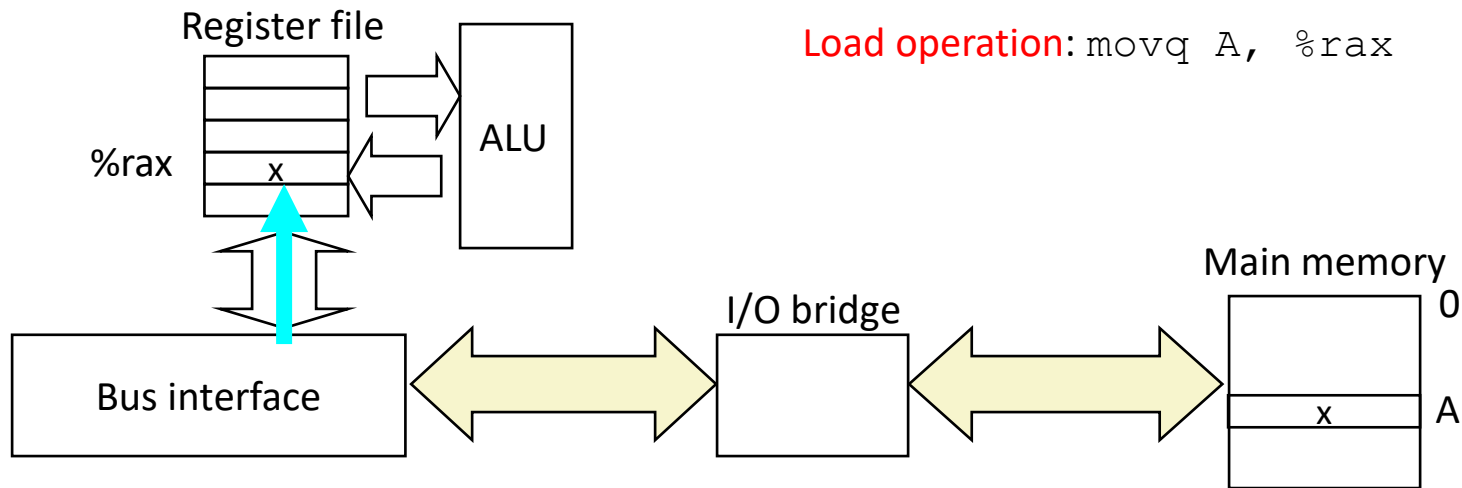 Register file
Load operation: movq A, %rax
ALU
%rax
x
Main memory
I/O bridge
0
Bus interface
x
A